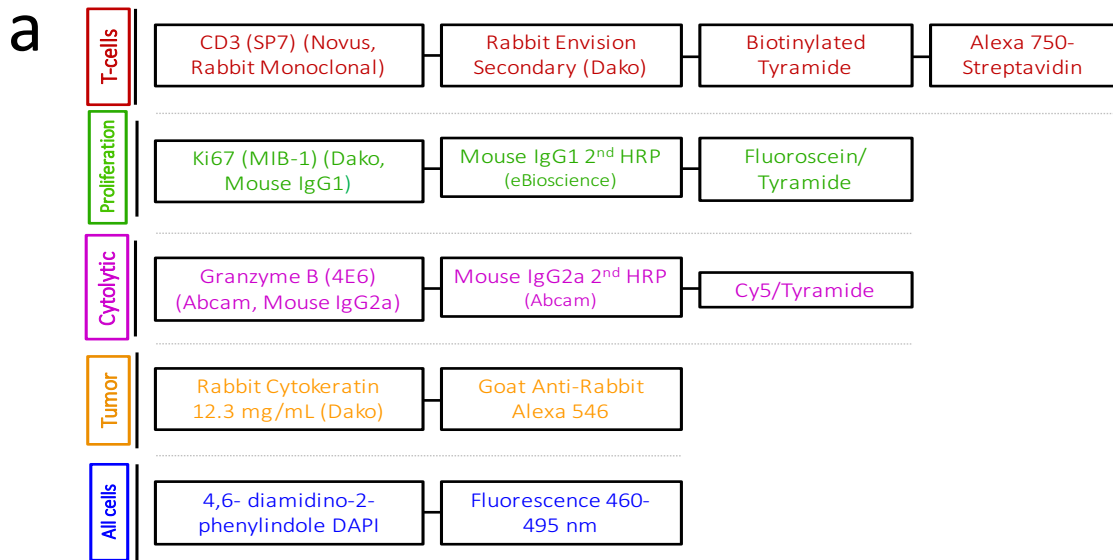 a
T-cells
CD3 (SP7) (Novus,
Rabbit Monoclonal)
Rabbit Envision
Secondary (Dako)
Biotinylated
Tyramide
Alexa 750-
Streptavidin
Proliferation
Ki67 (MIB-1) (Dako,
Mouse IgG1)
Mouse IgG1 2nd HRP
(eBioscience)
Fluoroscein/
Tyramide
Cytolytic
Granzyme B (4E6)
(Abcam, Mouse IgG2a)
Mouse IgG2a 2nd HRP
(Abcam)
Cy5/Tyramide
Tumor
Rabbit Cytokeratin
12.3 mg/mL (Dako)
Goat Anti-Rabbit
Alexa 546
All cells
4,6- diamidino-2-
phenylindole DAPI
Fluorescence 460-
495 nm